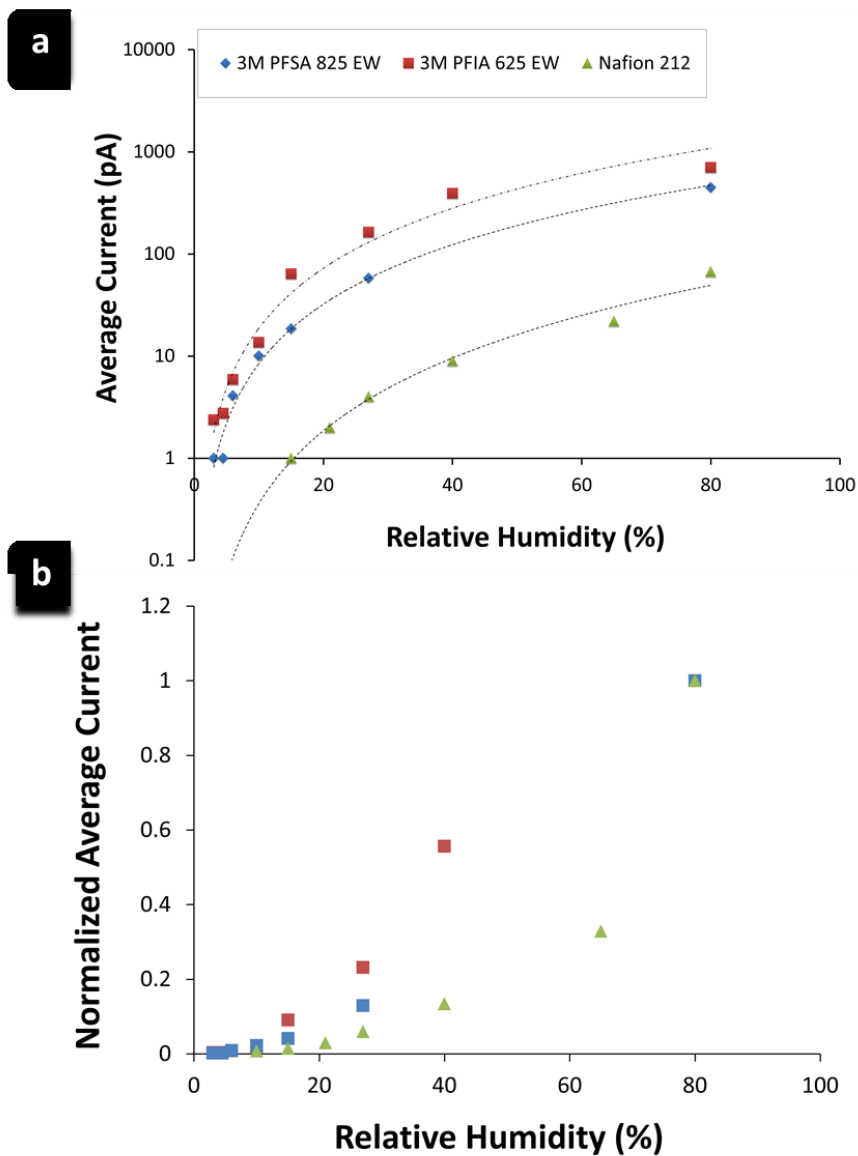 a
3M PFSA 825 EW 3M PFIA 625 EW Nafion 212
10000
1000
100
10
1
0.1
Average Current (pA)
0 20 40 60 80 100
Relative Humidity (%)
b
1.2
1
0.8
0.6
0.4
0.2
0
Normalized Average Current
0 20 40 60 80 100
Relative Humidity (%)